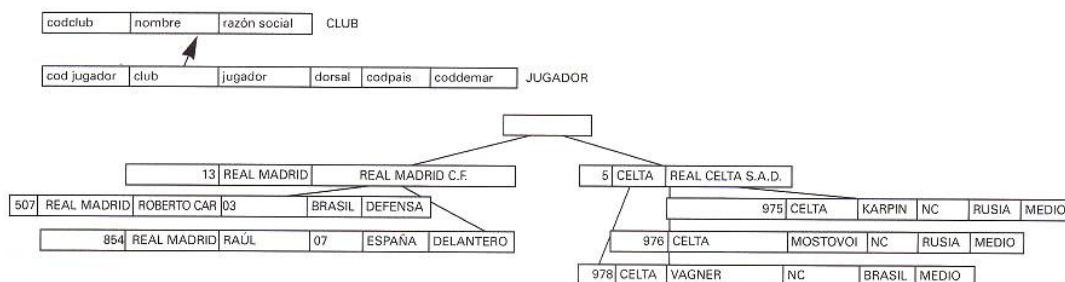 codclub nombre razón social CLUB
cod jugador club jugador dorsal codpais coddemar JUGADOR
13 REAL MADRID REAL MADRID C.F.
5 CELTA REAL CELTA S.A.D.
507 REAL MADRID ROBERTO CAR 03 BRASIL DEFENSA
975 CELTA KARPIN NC RUSIA MEDIO
854 REAL MADRID RAÚL 07 ESPAÑA DELANTERO
976 CELTA MOSTOVOI NC RUSIA MEDIO
978 CELTA VAGNER NC BRASIL MEDIO